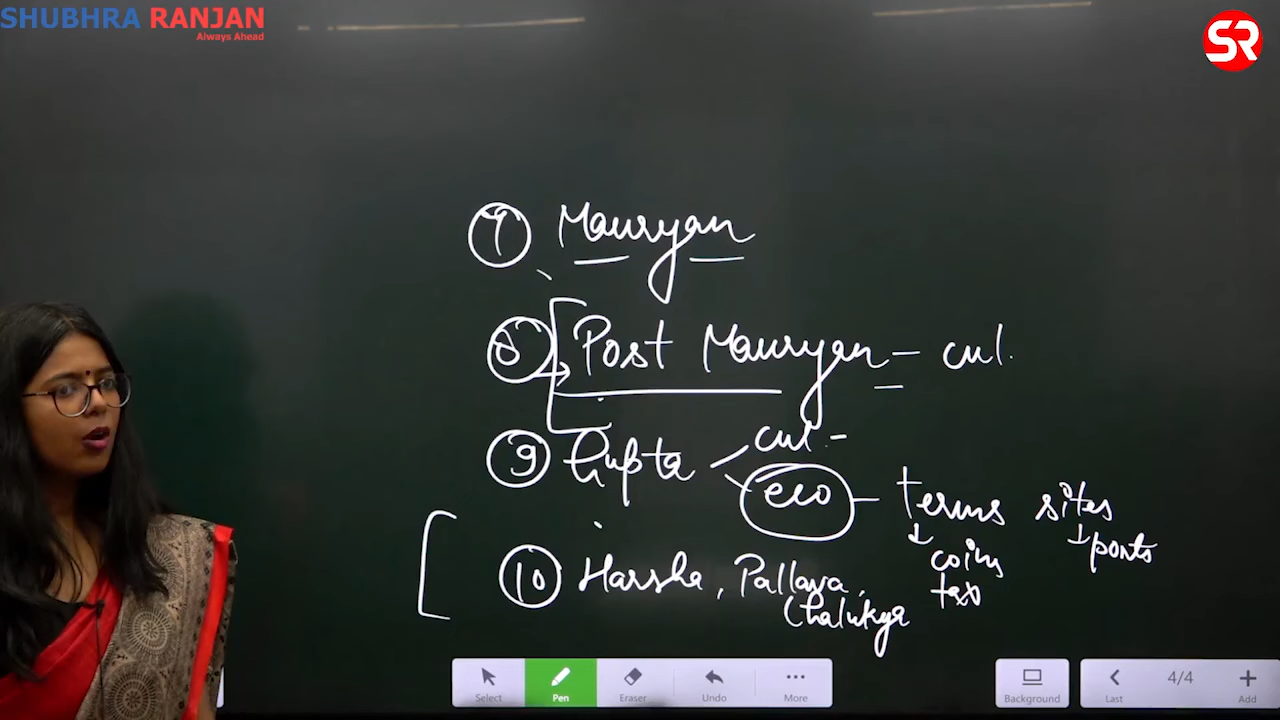 SHUBHRA RANJAN
Always Ahead
SR
7 Mauryan
8 Post Mauryan - cul.
9 Gupta cul -
eco - terms sites
coins ports
tax
10 Harsha, Pallava,
Chalukya
Select Pen Eraser Undo More Background Last 4/4 Add